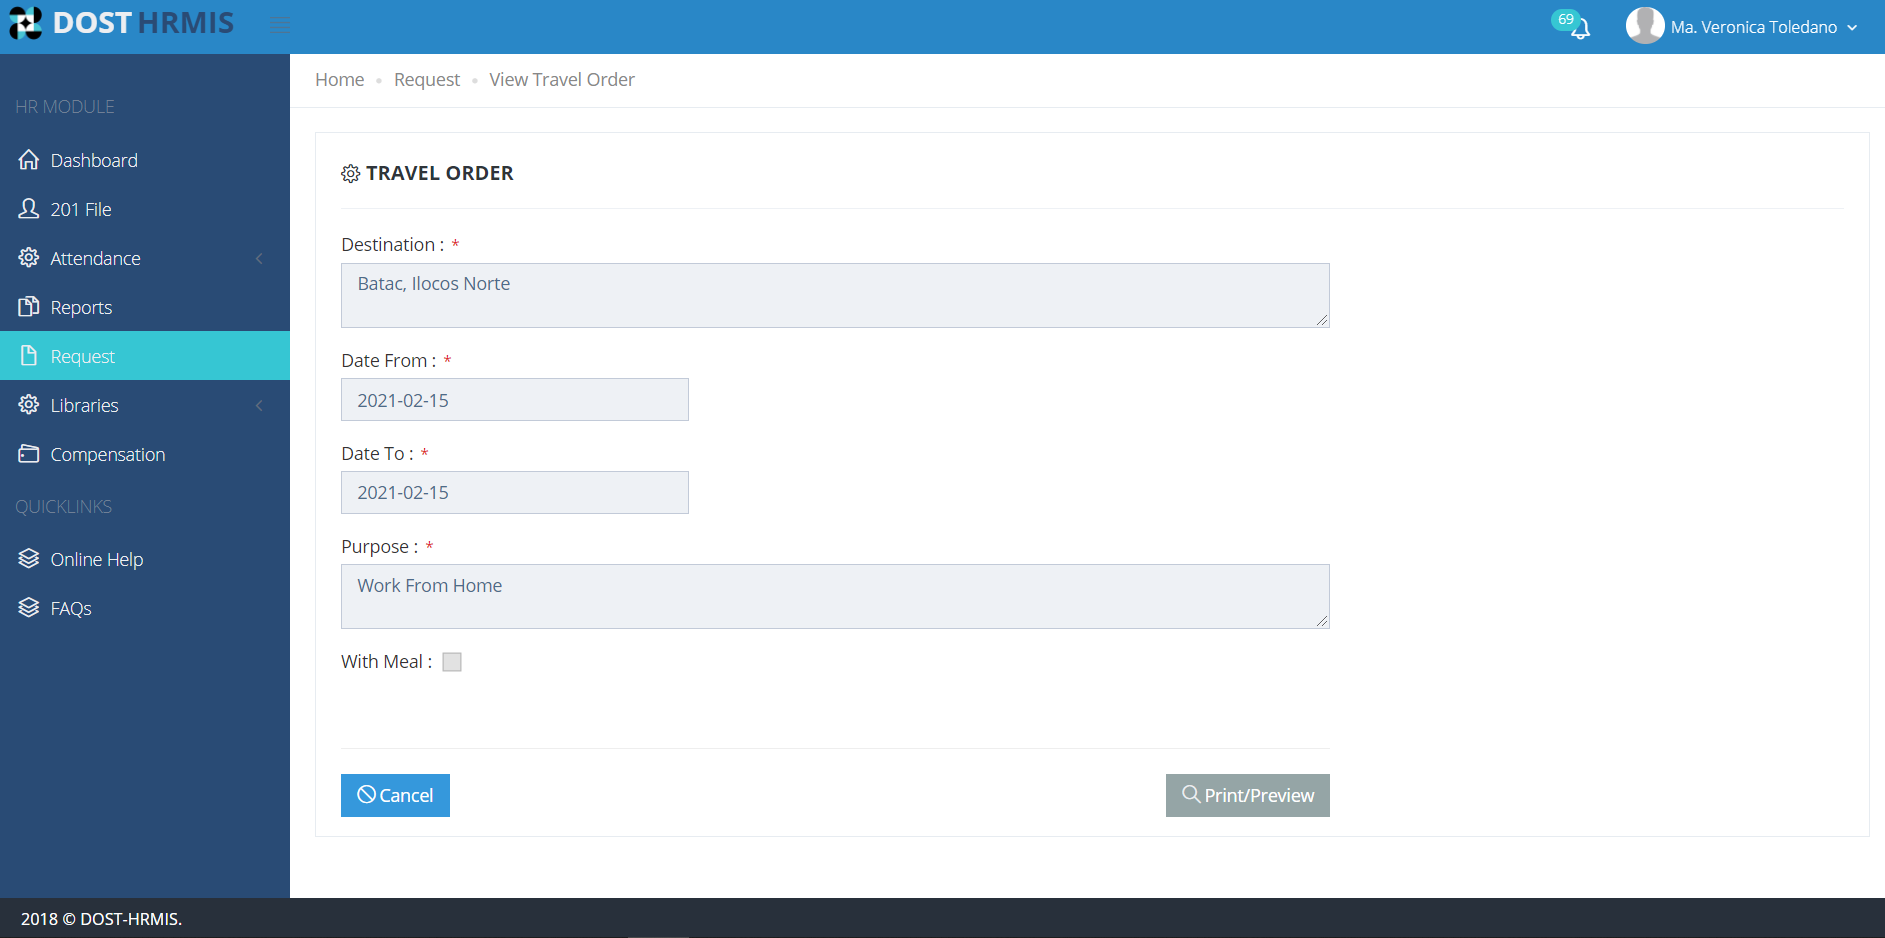 DOST HRMIS
69
Ma. Veronica Toledano
Home • Request • View Travel Order
HR MODULE
Dashboard
201 File
Attendance
Reports
Request
Libraries
Compensation
QUICKLINKS
Online Help
FAQs
TRAVEL ORDER
Destination : *
Batac, Ilocos Norte
Date From : *
2021-02-15
Date To : *
2021-02-15
Purpose : *
Work From Home
With Meal :
Cancel
Print/Preview
2018 © DOST-HRMIS.